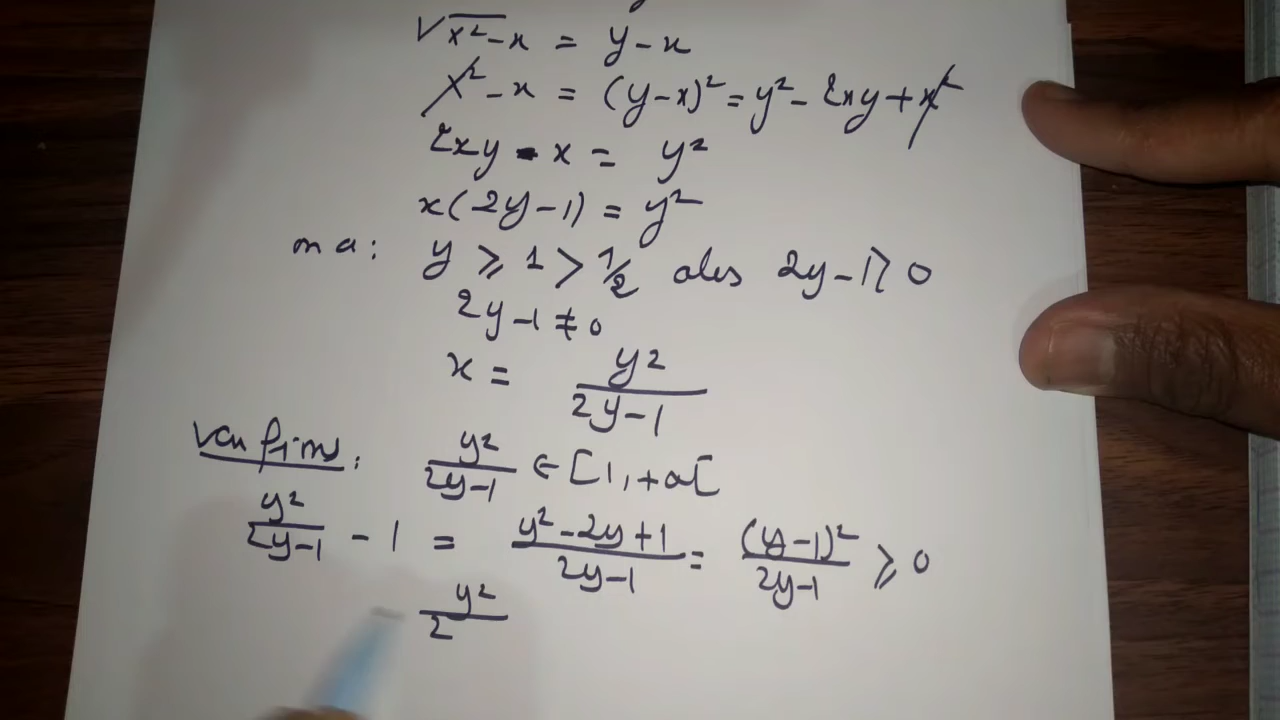 √x²-x = y-x
x²-x = (y-x)² = y² - 2xy + x²
2xy - x = y²
x(2y-1) = y²
on a : y ⩾ 1 > 1/2 alors 2y-1 > 0
2y-1 ≠ 0
x = y²/(2y-1)
: y²/(2y-1) ∈ [1,+∞[
y²/(2y-1) - 1 = (y²-2y+1)/(2y-1) = (y-1)²/(2y-1) ⩾ 0
y²/2